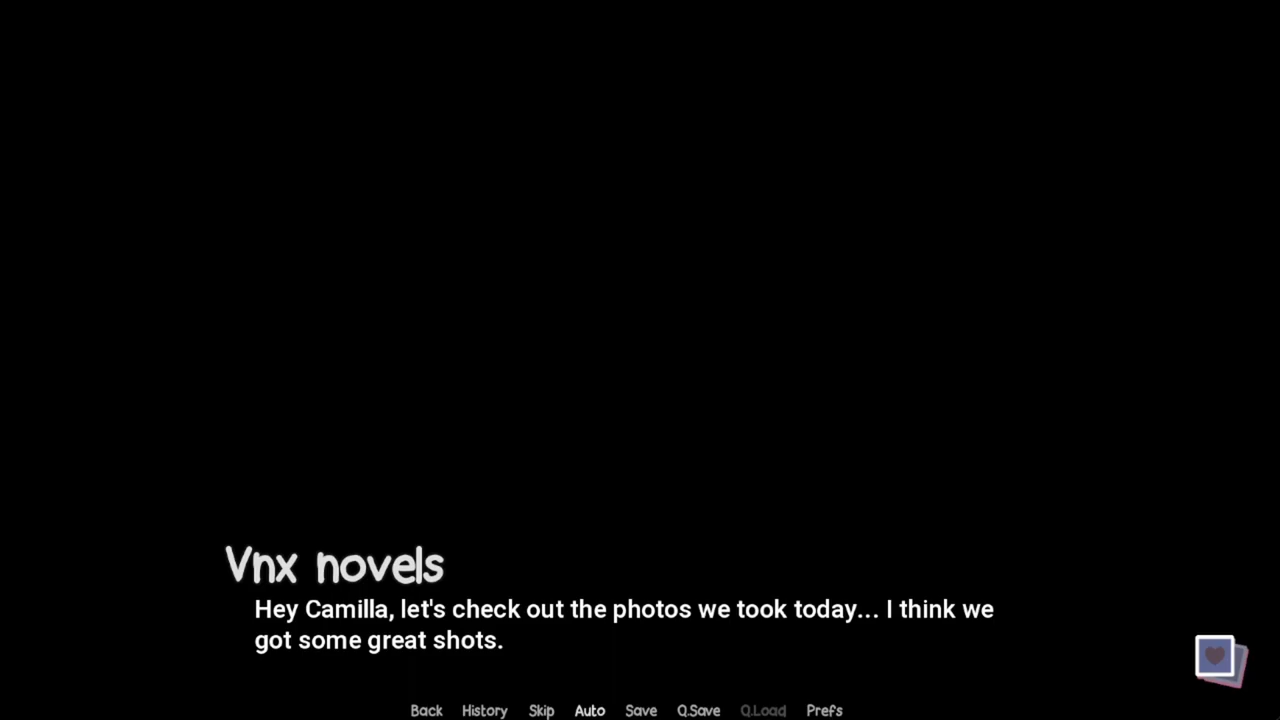 Vnx novels
Hey Camilla, let's check out the photos we took today... I think we
got some great shots.
Back History Skip Auto Save Q.Save Q.Load Prefs